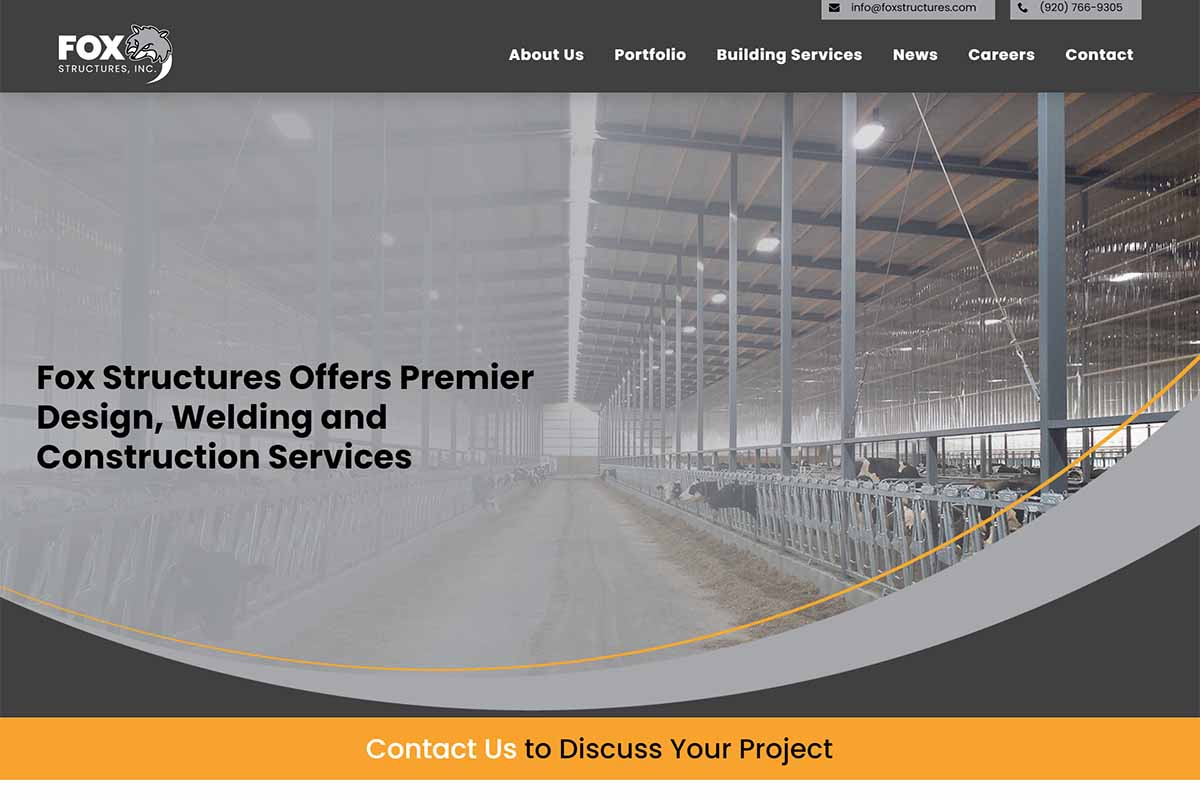 info@foxstructures.com
(920) 766-9305
FOX
STRUCTURES, INC.
About Us
Portfolio
Building Services
News
Careers
Contact
Fox Structures Offers Premier
Design, Welding and
Construction Services
Contact Us to Discuss Your Project